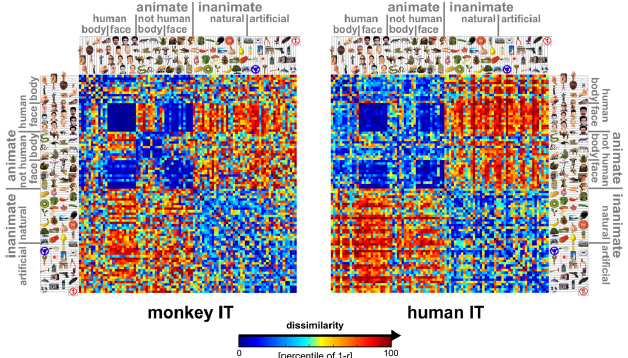 animate inanimate
human not human natural artificial
body face body face
animate inanimate
human not human natural artificial
body face body face
inanimate animate
artificial natural not human human
face body face body
human body face
not human body face
animate inanimate
natural artificial
monkey IT
human IT
dissimilarity
0 100
[percentile of 1-r]